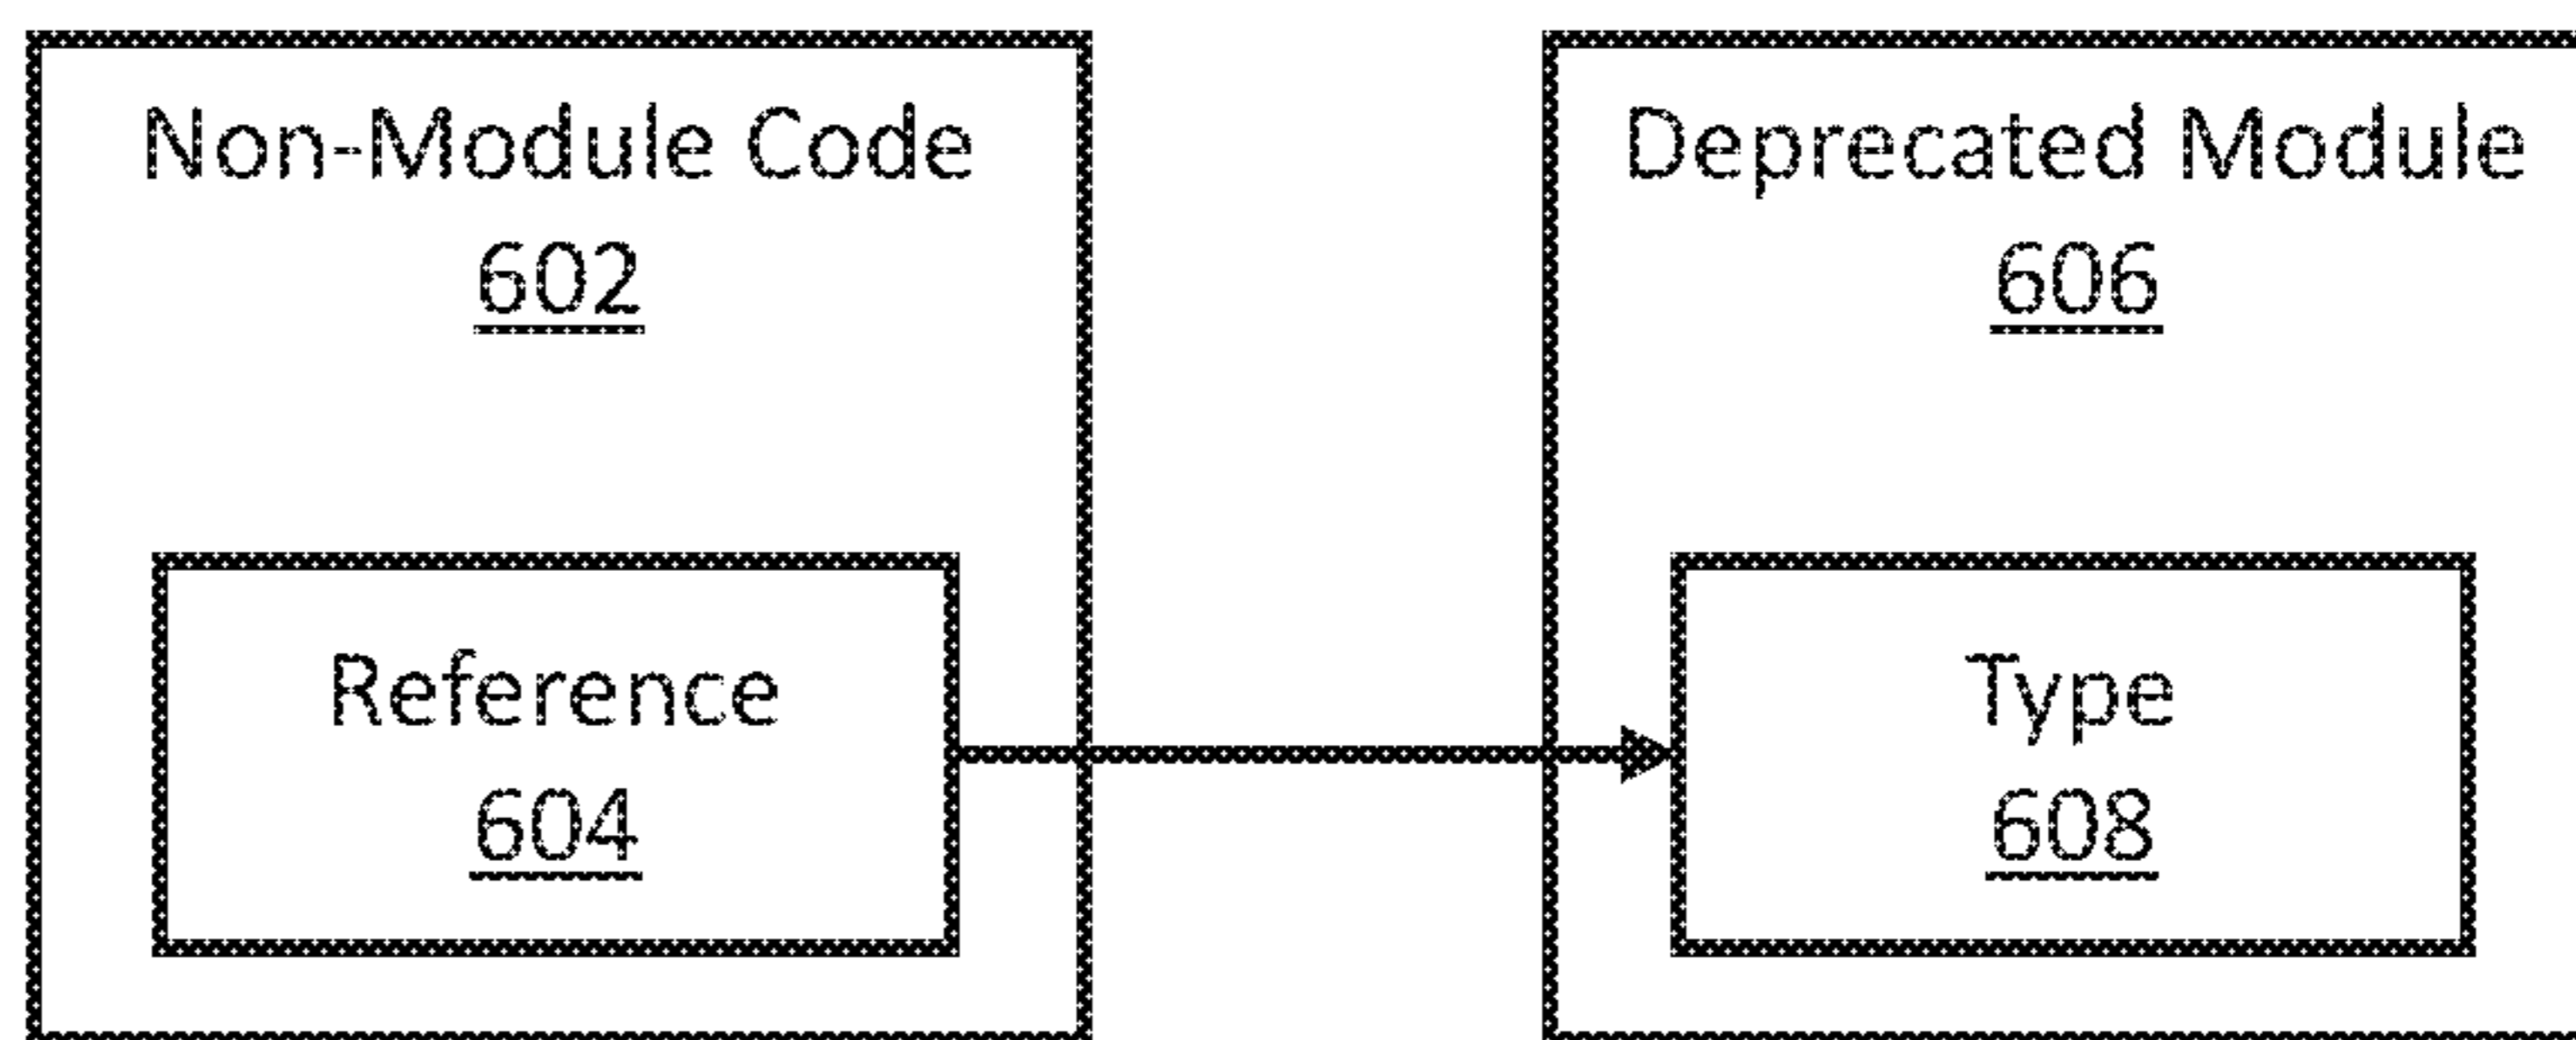 Non-Module Code
602
Reference
604
Deprecated Module
606
Type
608